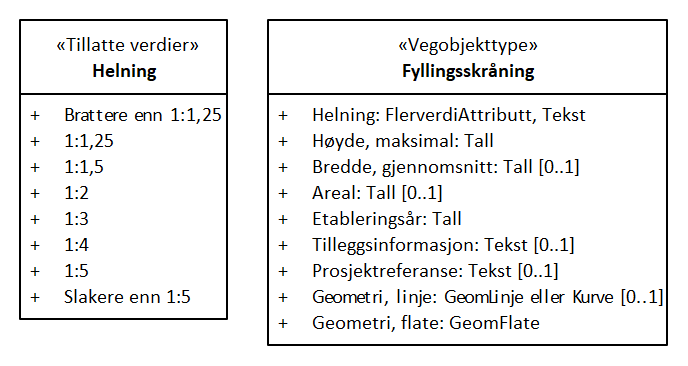 «Tillatte verdier»
Helning
+ Brattere enn 1:1,25
+ 1:1,25
+ 1:1,5
+ 1:2
+ 1:3
+ 1:4
+ 1:5
+ Slakere enn 1:5
«Vegobjekttype»
Fyllingsskråning
+ Helning: FlerverdiAttributt, Tekst
+ Høyde, maksimal: Tall
+ Bredde, gjennomsnitt: Tall [0..1]
+ Areal: Tall [0..1]
+ Etableringsår: Tall
+ Tilleggsinformasjon: Tekst [0..1]
+ Prosjektreferanse: Tekst [0..1]
+ Geometri, linje: GeomLinje eller Kurve [0..1]
+ Geometri, flate: GeomFlate